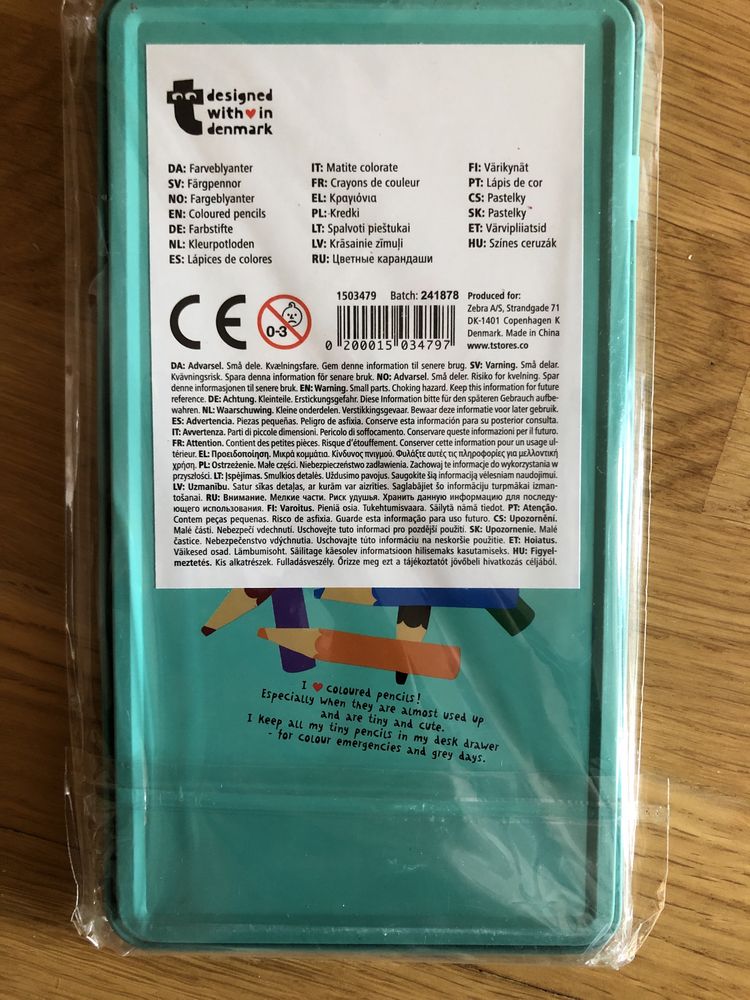 designed
with♥in
denmark
DA: Farveblyanter
SV: Färgpennor
NO: Fargeblyanter
EN: Coloured pencils
DE: Farbstifte
NL: Kleurpotloden
ES: Lápices de colores
IT: Matite colorate
FR: Crayons de couleur
EL: Κραγιόνια
PL: Kredki
LT: Spalvoti pieštukai
LV: Krāsainie zīmuļi
RU: Цветные карандаши
FI: Värikynät
PT: Lápis de cor
CS: Pastelky
SK: Pastelky
ET: Värvipliiatsid
HU: Színes ceruzák
CE
0-3
1503479 Batch: 241878
0 200015 034797
Produced for:
Zebra A/S, Strandgade 71
DK-1401 Copenhagen K
Denmark. Made in China
www.tstores.co
DA: Advarsel. Små dele. Kvælningsfare. Gem denne information til senere brug. SV: Varning. Små delar.
Kvävningsrisk. Spara denna information för senare bruk. NO: Advarsel. Små deler. Risiko for kvelning. Spar
denne informasjonen til senere bruk. EN: Warning. Small parts. Choking hazard. Keep this information for future
reference. DE: Achtung. Kleinteile. Erstickungsgefahr. Diese Information bitte für den späteren Gebrauch aufbe-
wahren. NL: Waarschuwing. Kleine onderdelen. Verstikkingsgevaar. Bewaar deze informatie voor later gebruik.
ES: Advertencia. Piezas pequeñas. Peligro de asfixia. Conserve esta información para su posterior consulta.
IT: Avvertenza. Parti di piccole dimensioni. Pericolo di soffocamento. Conservare queste informazioni per il futuro.
FR: Attention. Contient des petites pièces. Risque d'étouffement. Conserver cette information pour un usage ul-
térieur. EL: Προειδοποίηση. Μικρά κομμάτια. Κίνδυνος πνιγμού. Φυλάξτε αυτές τις πληροφορίες για μελλοντική
χρήση. PL: Ostrzeżenie. Małe części. Niebezpieczeństwo zadławienia. Zachowaj te informacje do wykorzystania w
przyszłości. LT: Įspėjimas. Smulkios detalės. Uždusimo pavojus. Saugokite šią informaciją vėlesniam naudojimui.
LV: Uzmanību. Satur sīkas detaļas, ar kurām var aizrīties. Saglabājiet šo informāciju turpmākai izman-
tošanai. RU: Внимание. Мелкие части. Риск удушья. Хранить данную информацию для последу-
ющего использования. FI: Varoitus. Pieniä osia. Tukehtumisvaara. Säilytä nämä tiedot. PT: Atenção.
Contem peças pequenas. Risco de asfixia. Guarde esta informação para uso futuro. CS: Upozornění.
Malé části. Nebezpečí vdechnutí. Uschovejte tuto informaci pro pozdější použití. SK: Upozornenie. Malé
častice. Nebezpečenstvo vdýchnutia. Uschovajte túto informáciu na neskoršie použitie. ET: Hoiatus.
Väikesed osad. Lämbumisoht. Säilitage käesolev informatsioon hilisemaks kasutamiseks. HU: Figyel-
meztetés. Kis alkatrészek. Fulladásveszély. Őrizze meg ezt a tájékoztatót jövőbeli hivatkozás céljából.
I ♥ coloured pencils!
Especially when they are almost used up
and are tiny and cute.
I keep all my tiny pencils in my desk drawer
- for colour emergencies and grey days.